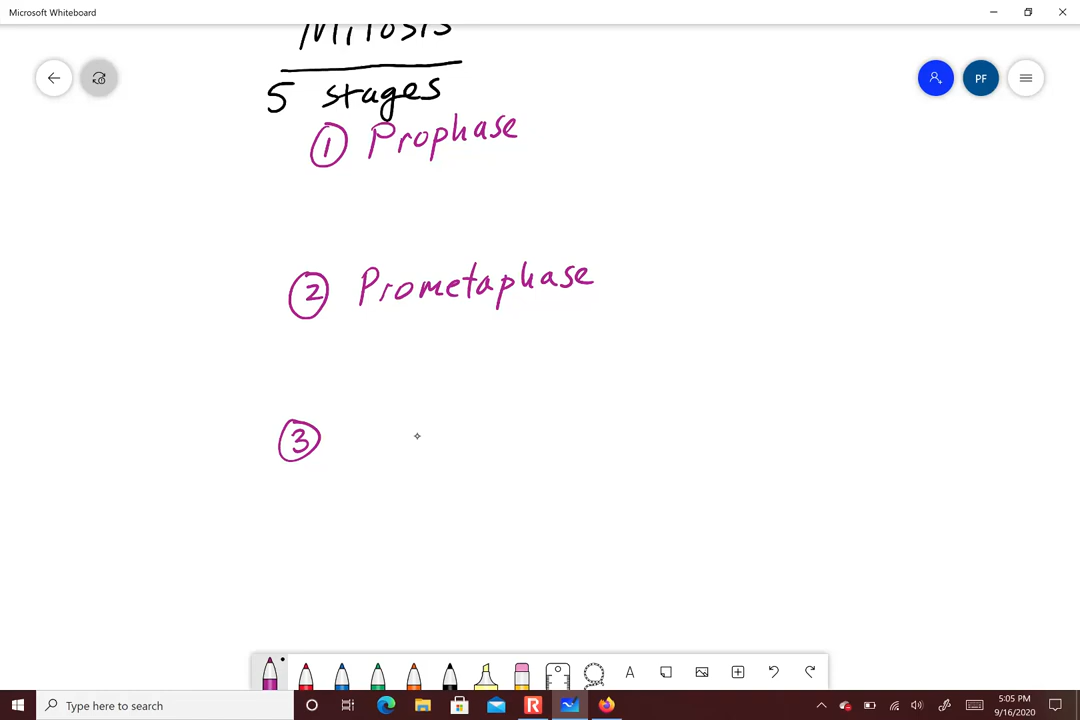 Microsoft Whiteboard
Mitosis
PF
5 stages
1 Prophase
2 Prometaphase
3
A
Type here to search
R
5:05 PM
9/16/2020